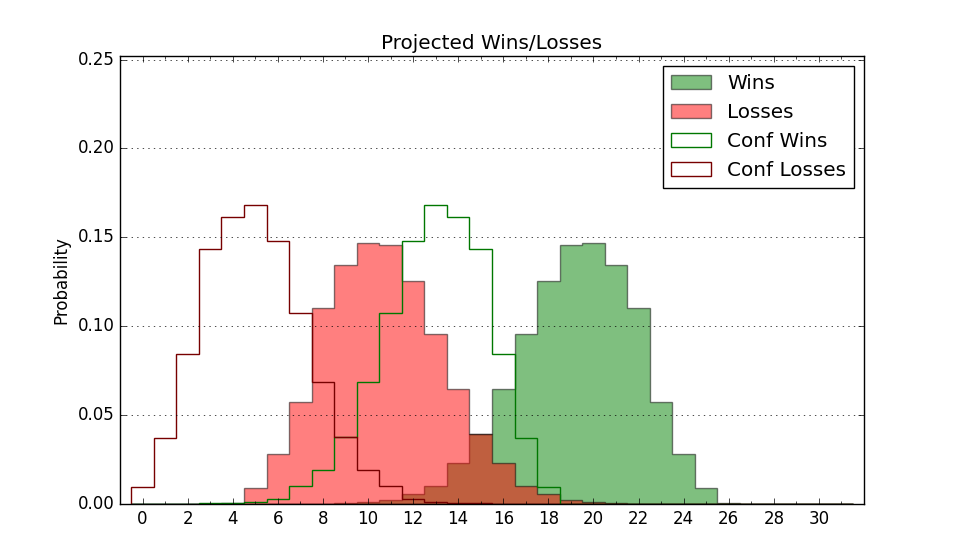 Projected Wins/Losses
0.25
0.20
0.15
0.10
0.05
0.00
Probability
Wins
Losses
Conf Wins
Conf Losses
0 2 4 6 8 10 12 14 16 18 20 22 24 26 28 30